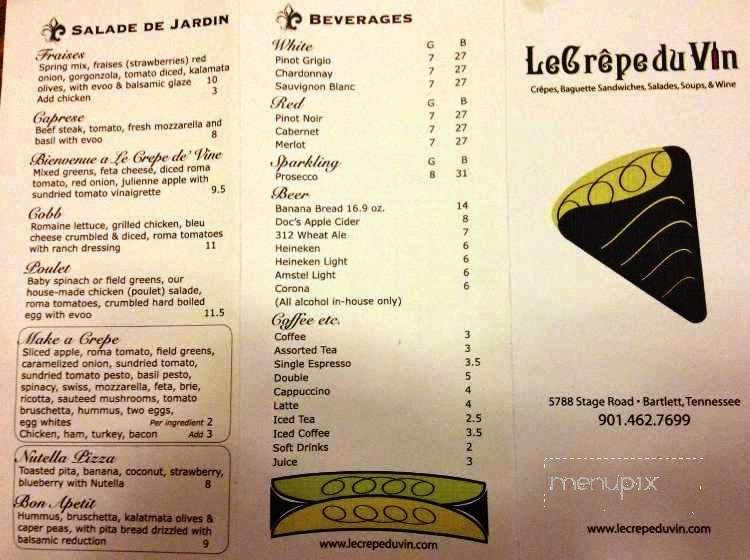 Salade de Jardin
Fraises
Spring mix, fraises (strawberries) red
onion, gorgonzola, tomato diced, kalamata
olives, with evoo & balsamic glaze 10
Add chicken 3
Caprese
Beef steak, tomato, fresh mozzarella and
basil with evoo 8
Bienvenue a Le Crepe de' Vine
Mixed greens, feta cheese, diced roma
tomato, red onion, julienne apple with
sundried tomato vinaigrette 9.5
Cobb
Romaine lettuce, grilled chicken, bleu
cheese crumbled & diced, roma tomatoes
with ranch dressing 11
Poulet
Baby spinach or field greens, our
house-made chicken (poulet) salade,
roma tomatoes, crumbled hard boiled
egg with evoo 11.5
Make a Crepe
Sliced apple, roma tomato, field greens,
caramelized onion, sundried tomato,
sundried tomato pesto, basil pesto,
spinacy, swiss, mozzarella, feta, brie,
ricotta, sauteed mushrooms, tomato
bruschetta, hummus, two eggs,
egg whites Per ingredient 2
Chicken, ham, turkey, bacon Add 3
Nutella Pizza
Toasted pita, banana, coconut, strawberry,
blueberry with Nutella 8
Bon Apetit
Hummus, bruschetta, kalatmata olives &
caper peas, with pita bread drizzled with
balsamic reduction 9
Beverages
White G B
Pinot Grigio 7 27
Chardonnay 7 27
Sauvignon Blanc 7 27
Red G B
Pinot Noir 7 27
Cabernet 7 27
Merlot 7 27
Sparkling G B
Prosecco 8 31
Beer
Banana Bread 16.9 oz. 14
Doc's Apple Cider 8
312 Wheat Ale 7
Heineken 6
Heineken Light 6
Amstel Light 6
Corona 6
(All alcohol in-house only)
Coffee etc.
Coffee 3
Assorted Tea 3
Single Espresso 3.5
Double 5
Cappuccino 4
Latte 4
Iced Tea 2.5
Iced Coffee 3.5
Soft Drinks 2
Juice 3
www.lecrepeduvin.com
LeCrêpe du Vin
Crêpes, Baguette Sandwiches, Salades, Soups, & Wine
5788 Stage Road • Bartlett, Tennessee
901.462.7699
menupix
www.lecrepeduvin.com